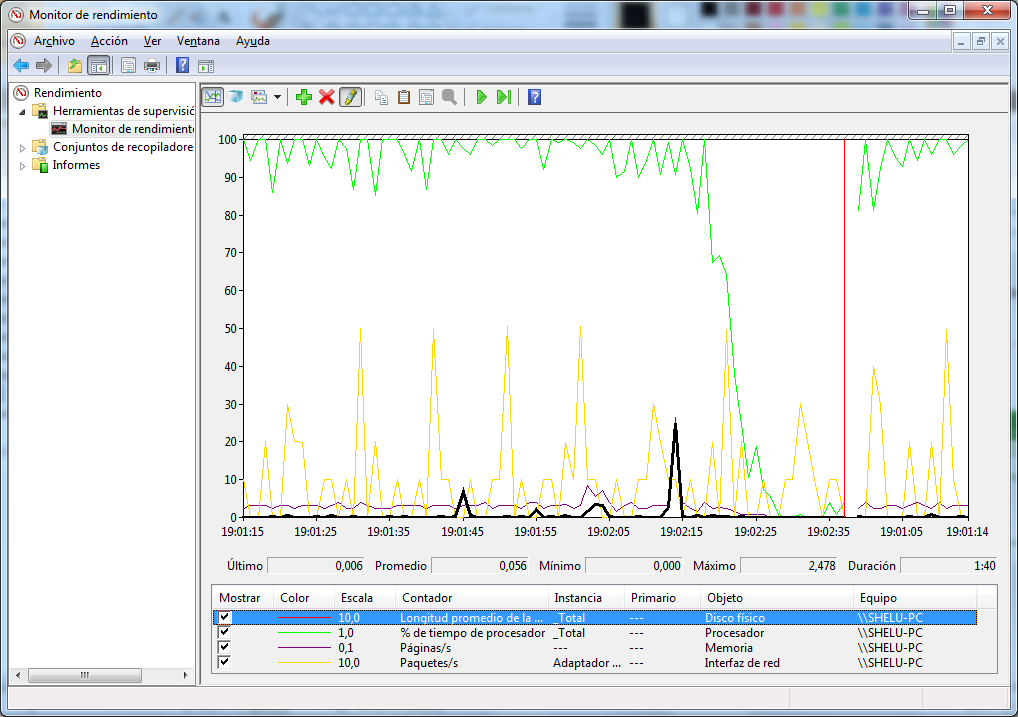 Monitor de rendimiento
Archivo Acción Ver Ventana Ayuda
Rendimiento
Herramientas de supervisió
Monitor de rendimiento
Conjuntos de recopiladore
Informes
100
90
80
70
60
50
40
30
20
10
0
19:01:15 19:01:25 19:01:35 19:01:45 19:01:55 19:02:05 19:02:15 19:02:25 19:02:35 19:01:05 19:01:14
Último 0,006 Promedio 0,056 Mínimo 0,000 Máximo 2,478 Duración 1:40
Mostrar Color Escala Contador Instancia Primario Objeto Equipo
10,0 Longitud promedio de la ... _Total --- Disco físico \\SHELU-PC
1,0 % de tiempo de procesador _Total --- Procesador \\SHELU-PC
0,1 Páginas/s --- --- Memoria \\SHELU-PC
10,0 Paquetes/s Adaptador ... --- Interfaz de red \\SHELU-PC